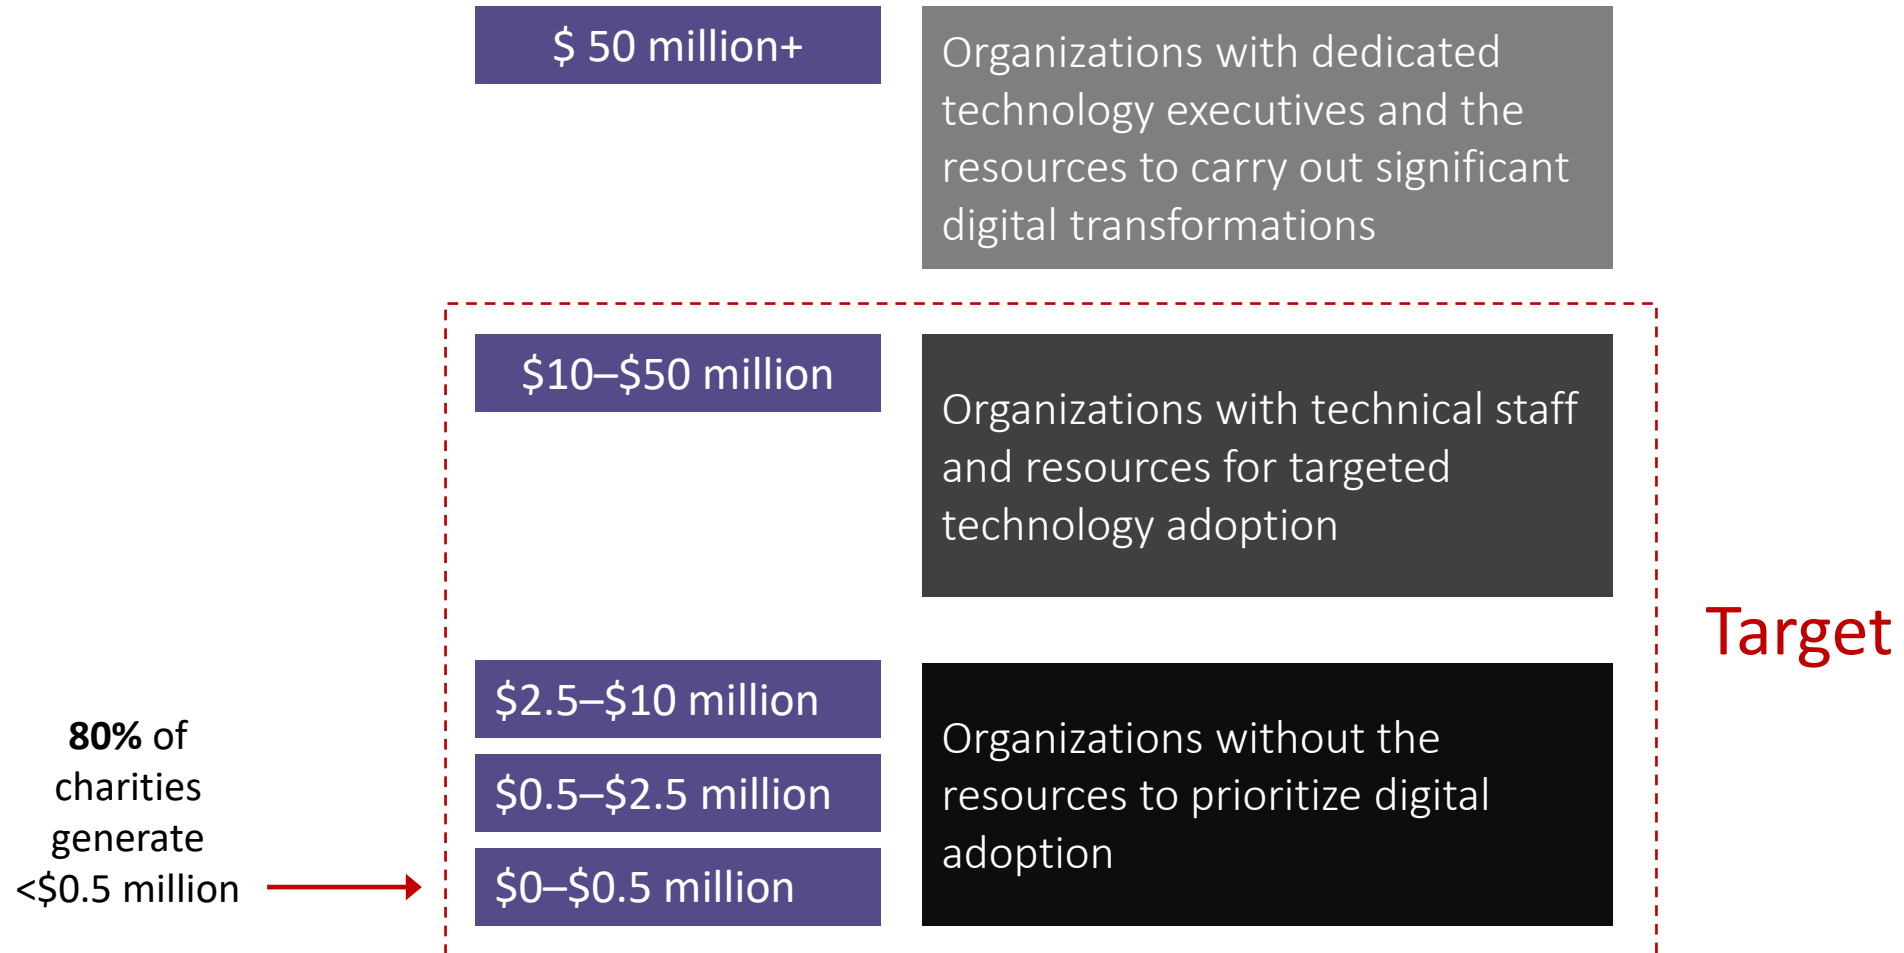 $ 50 million+
Organizations with dedicated
technology executives and the
resources to carry out significant
digital transformations
$10–$50 million
Organizations with technical staff
and resources for targeted
technology adoption
Target
$2.5–$10 million
$0.5–$2.5 million
$0–$0.5 million
Organizations without the
resources to prioritize digital
adoption
80% of
charities
generate
<$0.5 million